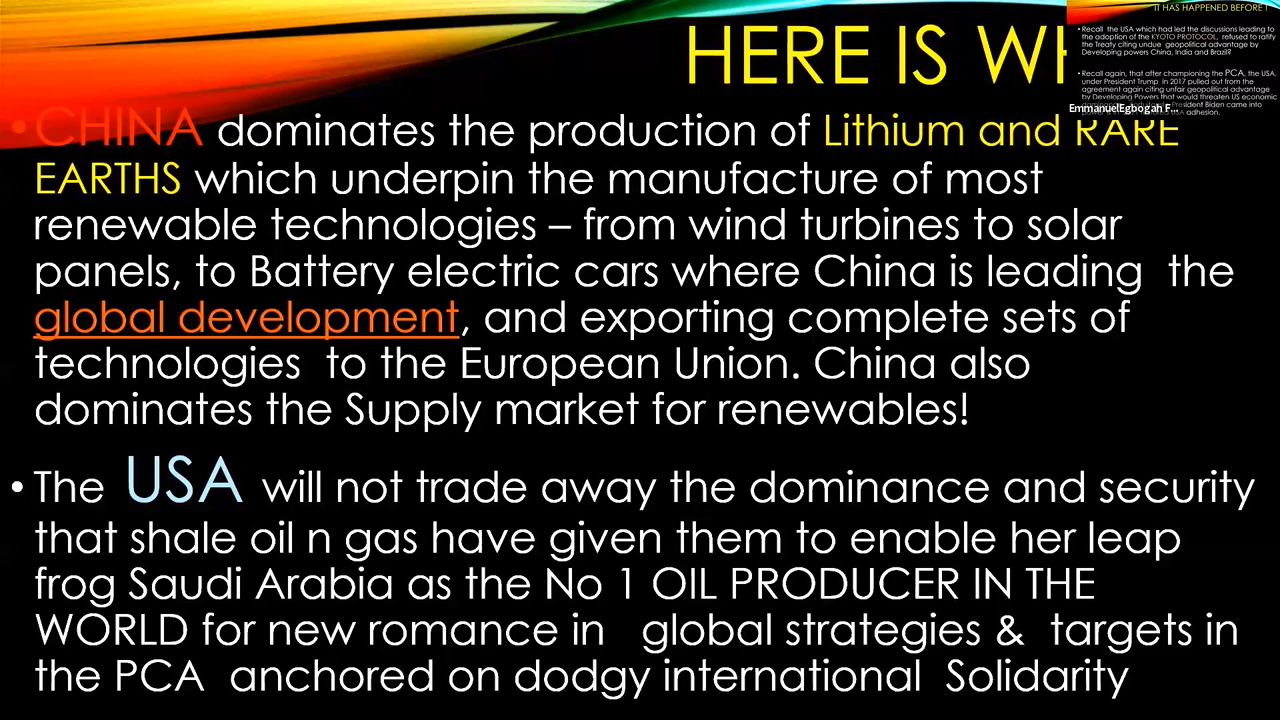 HERE IS WH
• CHINA dominates the production of Lithium and RARE
EARTHS which underpin the manufacture of most
renewable technologies – from wind turbines to solar
panels, to Battery electric cars where China is leading the
global development, and exporting complete sets of
technologies to the European Union. China also
dominates the Supply market for renewables!
• The USA will not trade away the dominance and security
that shale oil n gas have given them to enable her leap
frog Saudi Arabia as the No 1 OIL PRODUCER IN THE
WORLD for new romance in global strategies & targets in
the PCA anchored on dodgy international Solidarity
IT HAS HAPPENED BEFORE !
• Recall the USA which had led the discussions leading to
the adoption of the KYOTO PROTOCOL, refused to ratify
the Treaty citing undue geopolitical advantage by
Developing powers China, India and Brazil?
• Recall again, that after championing the PCA, the USA,
under President Trump in 2017 pulled out from the
agreement again citing unfair geopolitical advantage
by Developing Powers that would threaten US economic
President Biden came into
adhesion.
EmmanuelEgbogah F...